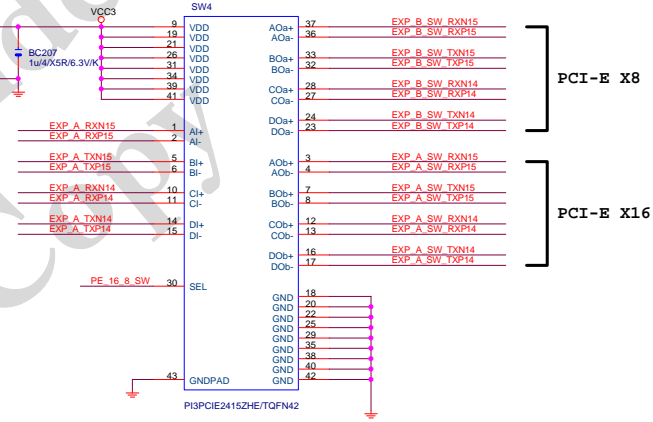 VCC3
SW4
BC207
1u/4/X5R/6.3V/K
9 VDD
19 VDD
21 VDD
26 VDD
31 VDD
34 VDD
39 VDD
41 VDD
EXP_A_RXN15 1 AI+
EXP_A_RXP15 2 AI-
EXP_A_TXN15 5 BI+
EXP_A_TXP15 6 BI-
EXP_A_RXN14 10 CI+
EXP_A_RXP14 11 CI-
EXP_A_TXN14 14 DI+
EXP_A_TXP14 15 DI-
PE_16_8_SW 30 SEL
43 GNDPAD
AOa+ 37 EXP_B_SW_RXN15
AOa- 36 EXP_B_SW_RXP15
BOa+ 33 EXP_B_SW_TXN15
BOa- 32 EXP_B_SW_TXP15
COa+ 28 EXP_B_SW_RXN14
COa- 27 EXP_B_SW_RXP14
DOa+ 24 EXP_B_SW_TXN14
DOa- 23 EXP_B_SW_TXP14
PCI-E X8
AOb+ 3 EXP_A_SW_RXN15
AOb- 4 EXP_A_SW_RXP15
BOb+ 7 EXP_A_SW_TXN15
BOb- 8 EXP_A_SW_TXP15
COb+ 12 EXP_A_SW_RXN14
COb- 13 EXP_A_SW_RXP14
DOb+ 16 EXP_A_SW_TXN14
DOb- 17 EXP_A_SW_TXP14
PCI-E X16
GND 18
GND 20
GND 22
GND 25
GND 29
GND 35
GND 38
GND 40
GND 42
PI3PCIE2415ZHE/TQFN42
Copy